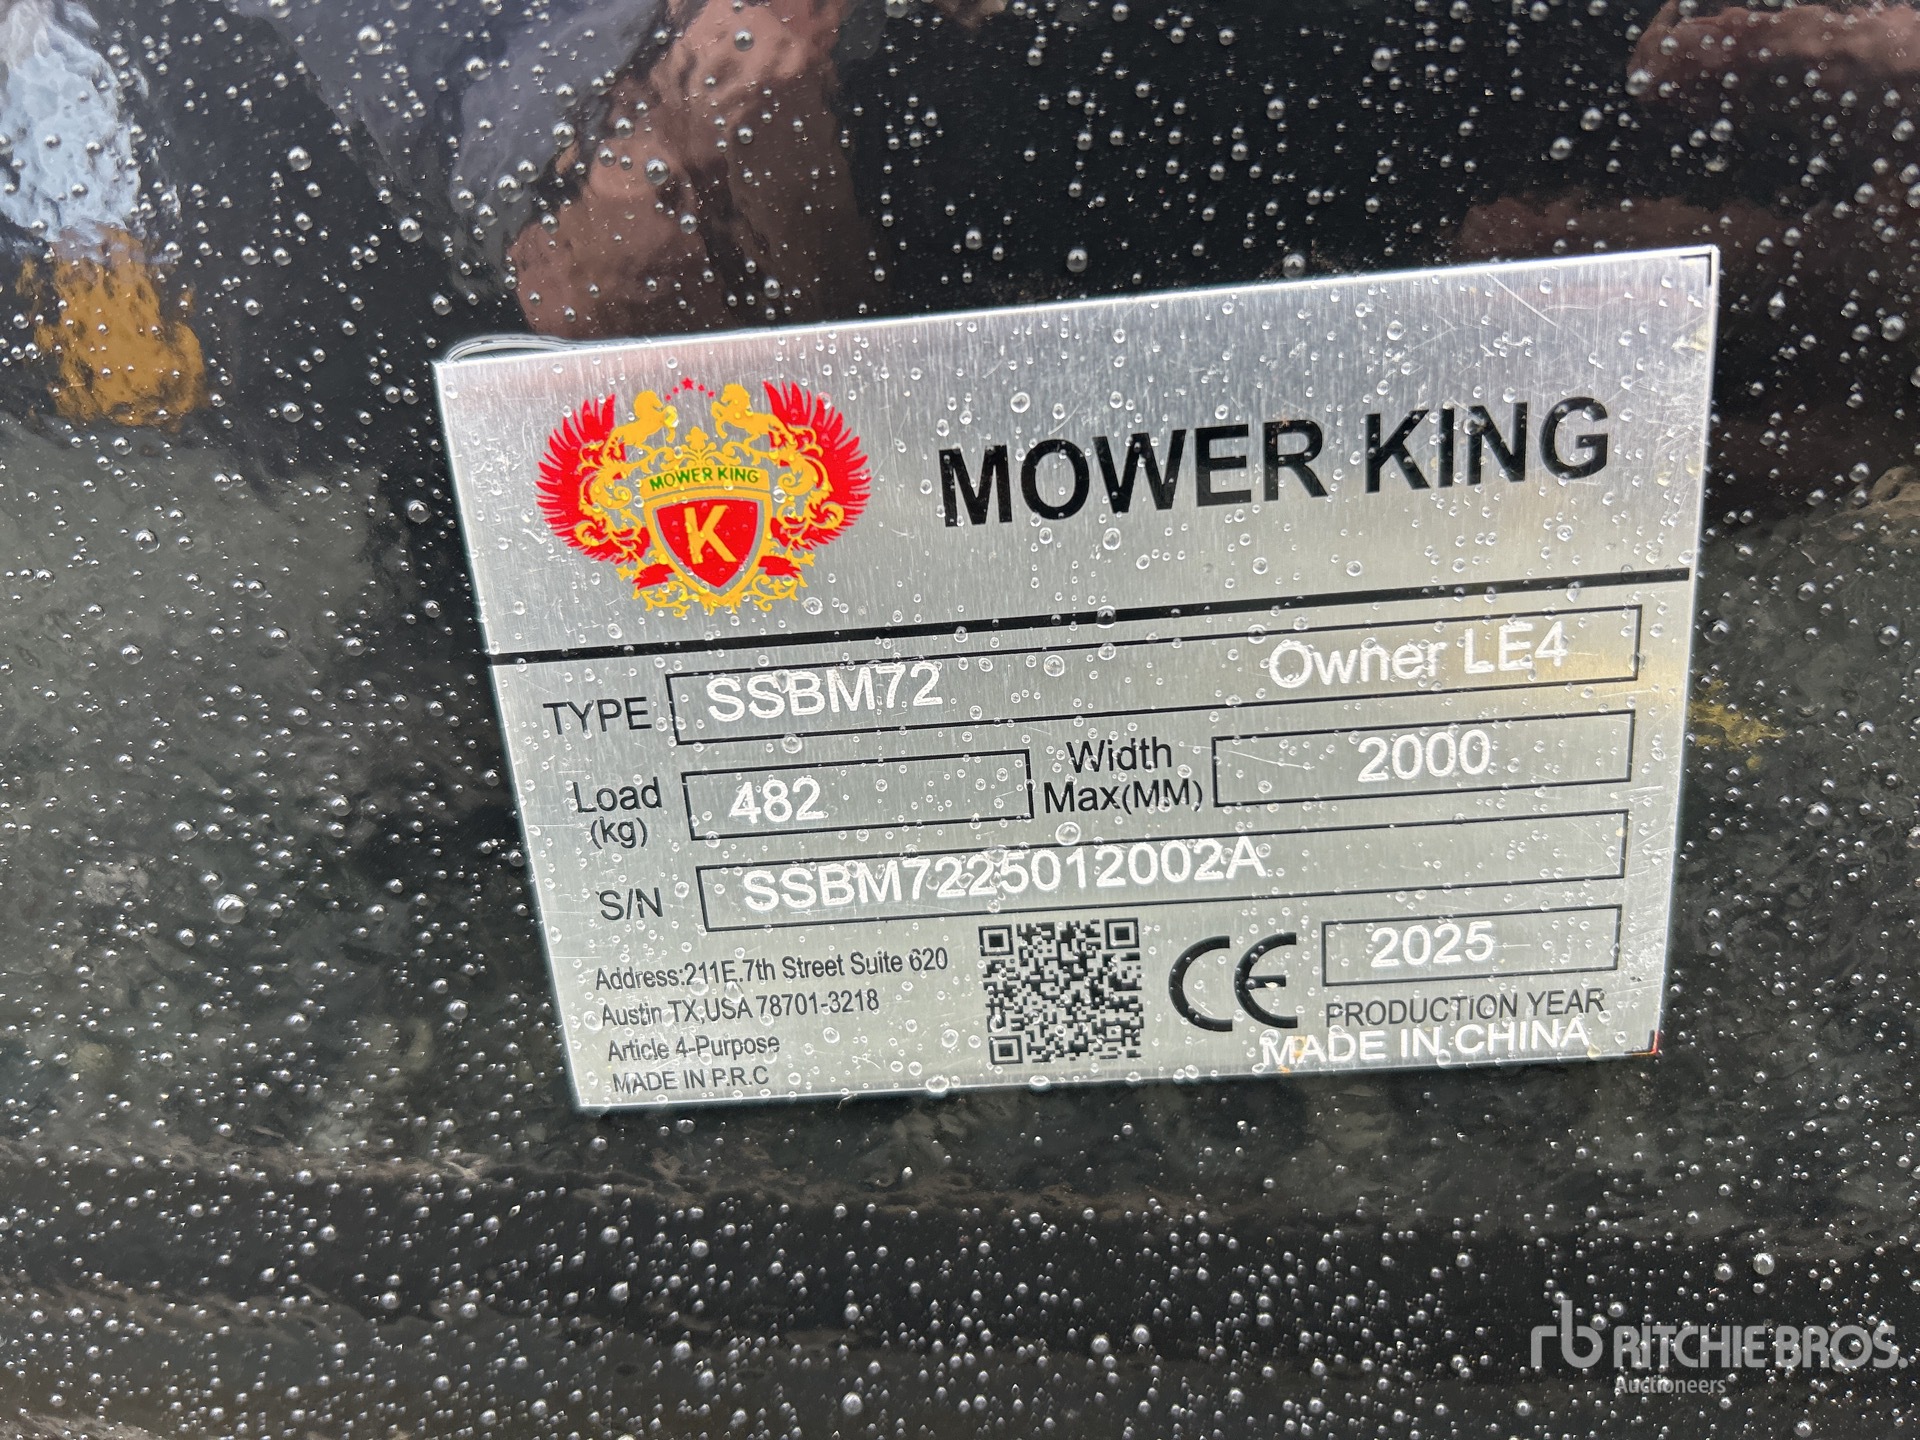 MOWER KING
K
MOWER KING
TYPE SSBM72 Owner LE4
Load (kg) 482 Width Max(MM) 2000
S/N SSBM7225012002A
Address:211E.7th Street Suite 620
Austin TX,USA 78701-3218
Article 4-Purpose
MADE IN P.R.C
CE
2025
PRODUCTION YEAR
MADE IN CHINA
rb RITCHIE BROS.
Auctioneers